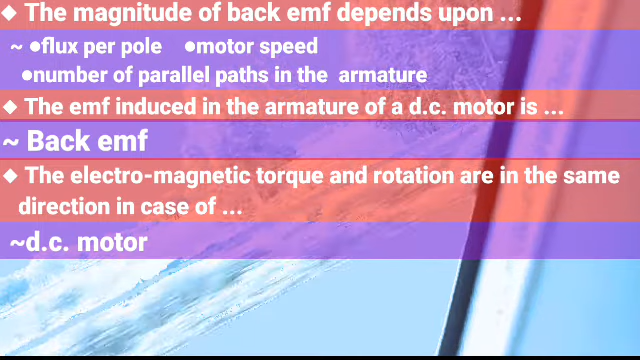 ◆ The magnitude of back emf depends upon ...
~ ●flux per pole ●motor speed
●number of parallel paths in the armature
◆ The emf induced in the armature of a d.c. motor is ...
~ Back emf
◆ The electro-magnetic torque and rotation are in the same
direction in case of ...
~d.c. motor